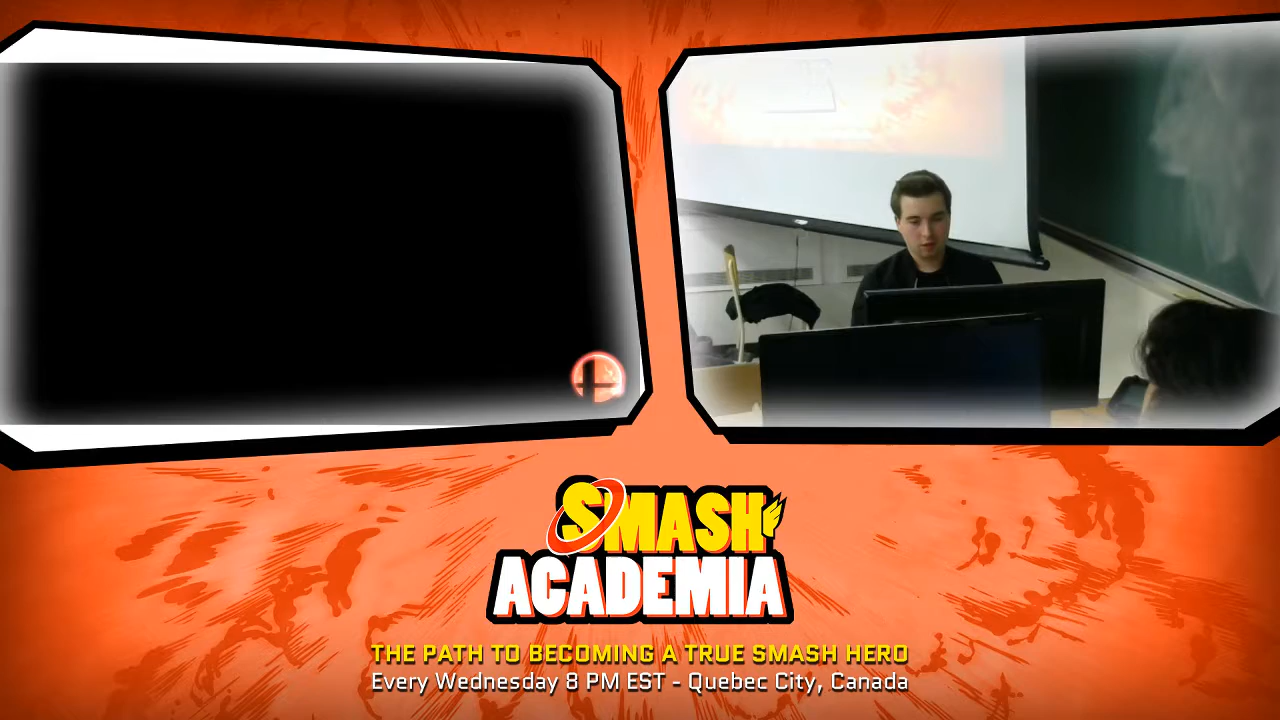 SMASH
ACADEMIA
THE PATH TO BECOMING A TRUE SMASH HERO
Every Wednesday 8 PM EST - Quebec City, Canada